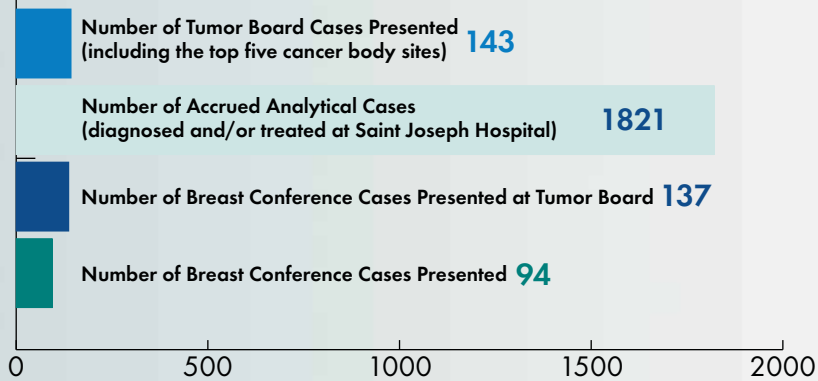 Number of Tumor Board Cases Presented
(including the top five cancer body sites) 143
Number of Accrued Analytical Cases
(diagnosed and/or treated at Saint Joseph Hospital) 1821
Number of Breast Conference Cases Presented at Tumor Board 137
Number of Breast Conference Cases Presented 94
0 500 1000 1500 2000